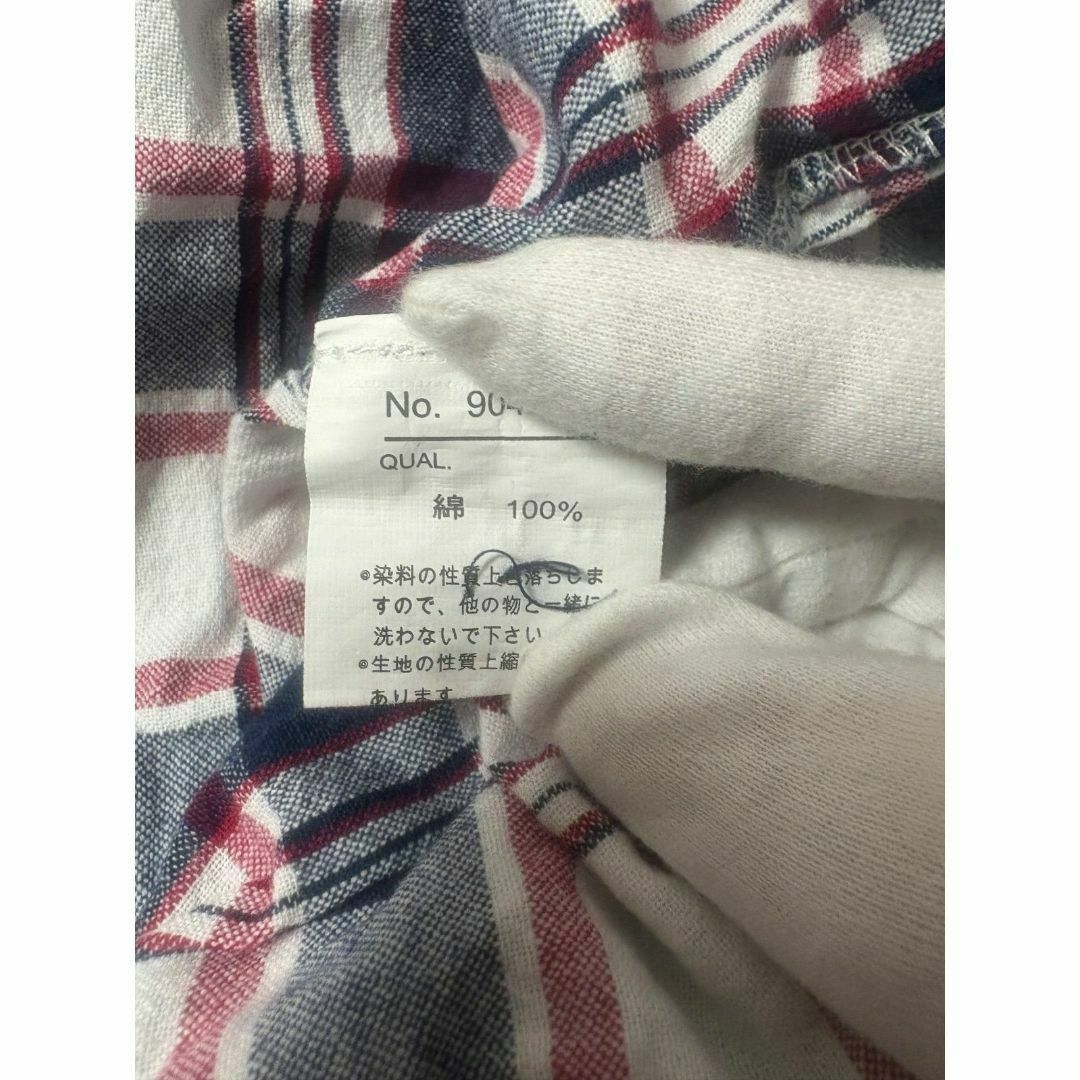 No. 904
QUAL.
綿 100%
◎染料の性質上色落ちしま
すので、他の物と一緒に
洗わないで下さい
◎生地の性質上縮
あります